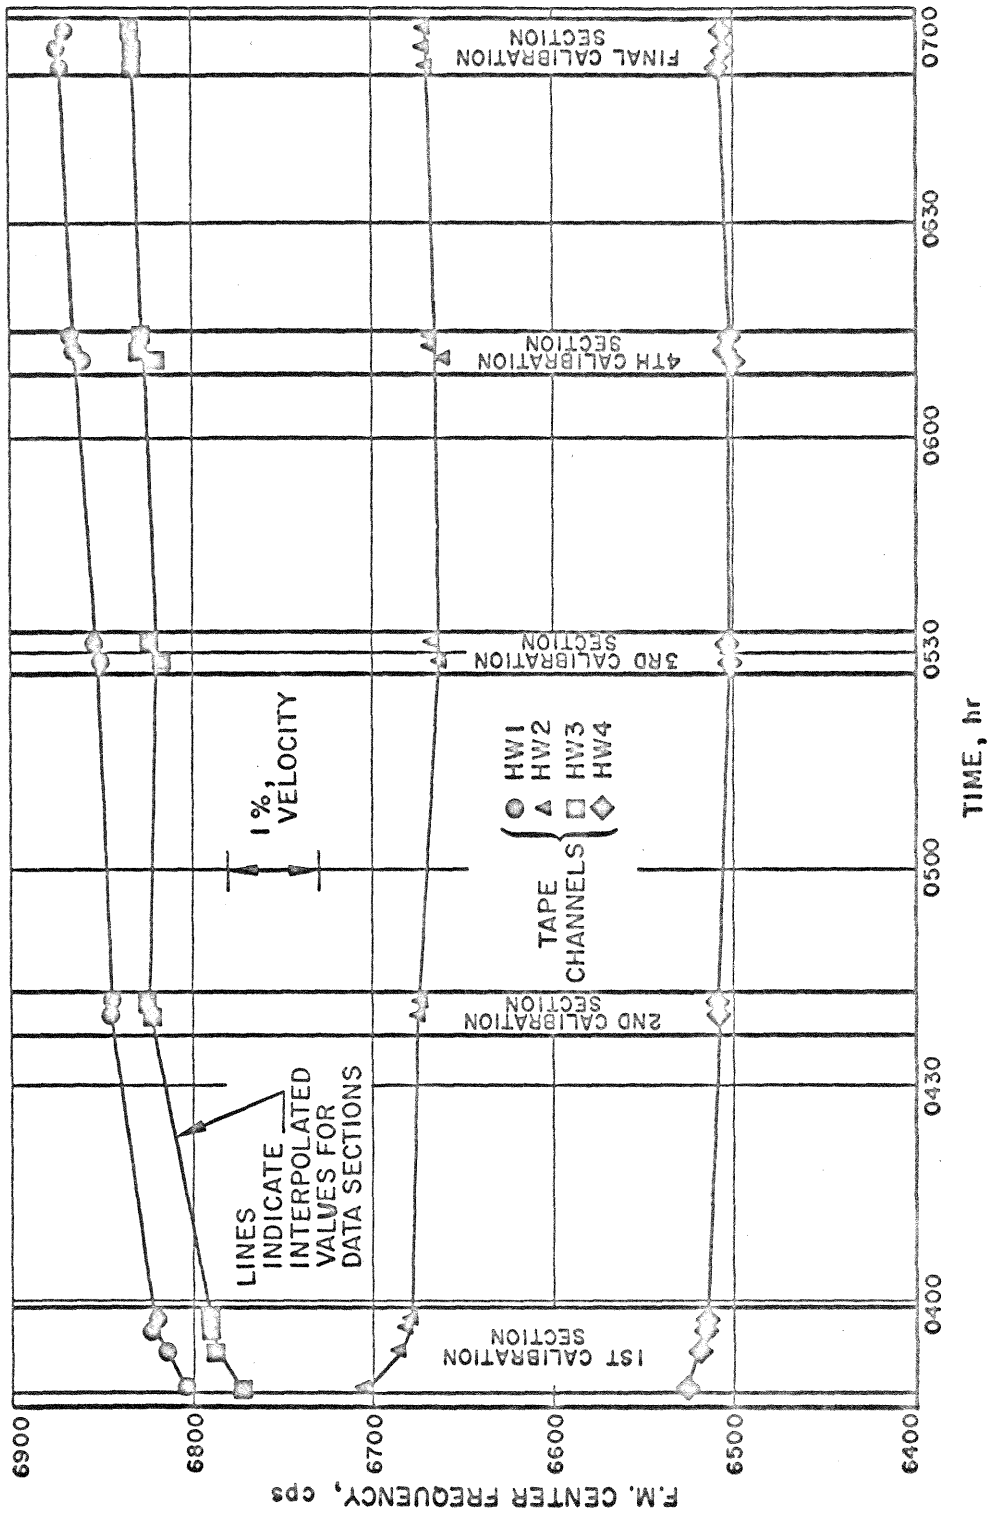 F.M. CENTER FREQUENCY, cps
6900
6800
6700
6600
6500
6400
0400
0430
0500
0530
0600
0630
0700
TIME, hr
1ST CALIBRATION
SECTION
2ND CALIBRATION
SECTION
3RD CALIBRATION
SECTION
4TH CALIBRATION
SECTION
FINAL CALIBRATION
SECTION
LINES
INDICATE
INTERPOLATED
VALUES FOR
DATA SECTIONS
1%,
VELOCITY
TAPE
CHANNELS
HW1
HW2
HW3
HW4